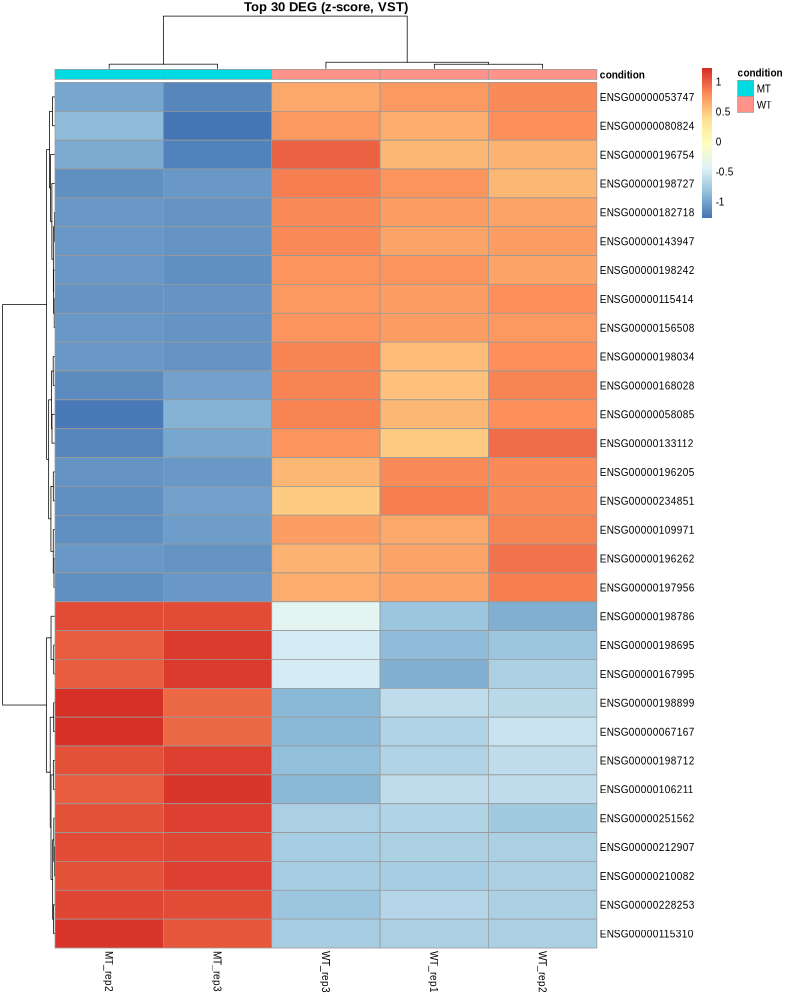 Top 30 DEG (z-score, VST)
condition
ENSG00000053747
ENSG00000080824
ENSG00000196754
ENSG00000198727
ENSG00000182718
ENSG00000143947
ENSG00000198242
ENSG00000115414
ENSG00000156508
ENSG00000198034
ENSG00000168028
ENSG00000058085
ENSG00000133112
ENSG00000196205
ENSG00000234851
ENSG00000109971
ENSG00000196262
ENSG00000197956
ENSG00000198786
ENSG00000198695
ENSG00000167995
ENSG00000198899
ENSG00000067167
ENSG00000198712
ENSG00000106211
ENSG00000251562
ENSG00000212907
ENSG00000210082
ENSG00000228253
ENSG00000115310
MT_rep2
MT_rep3
WT_rep3
WT_rep1
WT_rep2
1
0.5
0
-0.5
-1
condition
MT
WT